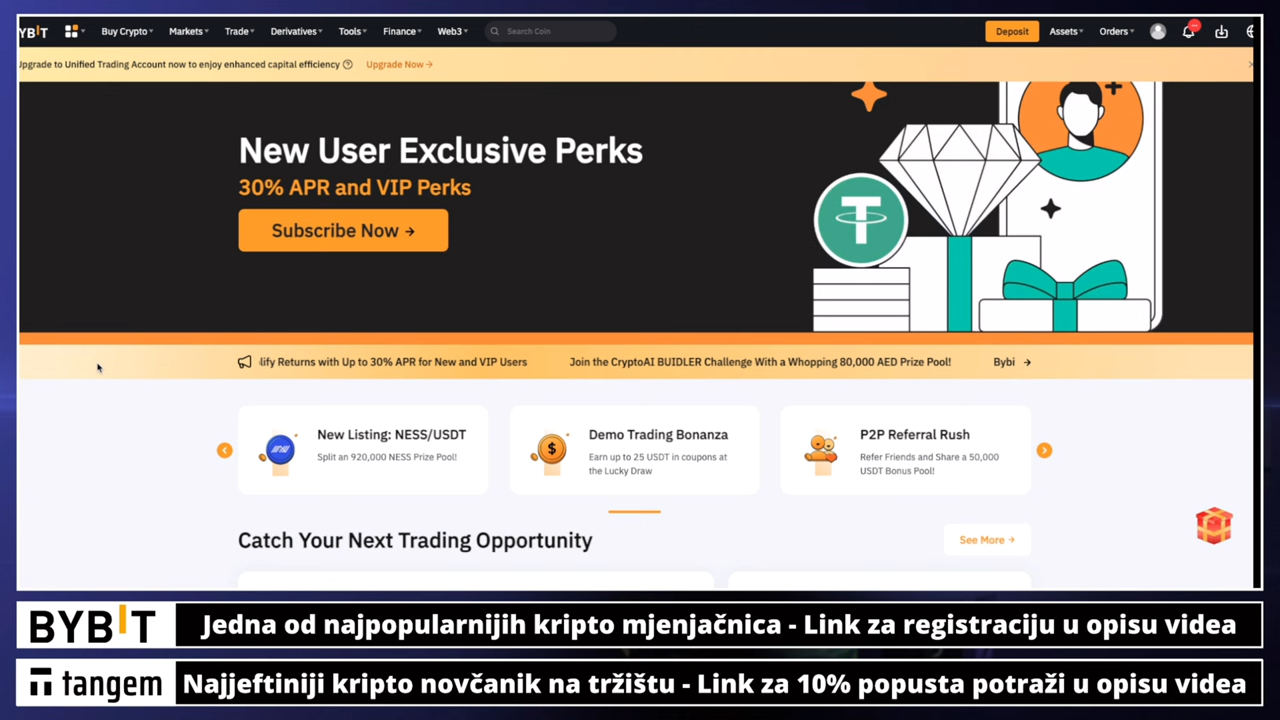 BYBIT
Buy Crypto
Markets
Trade
Derivatives
Tools
Finance
Web3
Search Coin
Deposit
Assets
Orders
Upgrade to Unified Trading Account now to enjoy enhanced capital efficiency
Upgrade Now →
New User Exclusive Perks
30% APR and VIP Perks
Subscribe Now →
lify Returns with Up to 30% APR for New and VIP Users
Join the CryptoAI BUIDLER Challenge With a Whopping 80,000 AED Prize Pool!
Bybi →
New Listing: NESS/USDT
Split an 920,000 NESS Prize Pool!
Demo Trading Bonanza
Earn up to 25 USDT in coupons at
the Lucky Draw
P2P Referral Rush
Refer Friends and Share a 50,000
USDT Bonus Pool!
Catch Your Next Trading Opportunity
See More →
BYBIT
Jedna od najpopularnijih kripto mjenjačnica - Link za registraciju u opisu videa
tangem
Najjeftiniji kripto novčanik na tržištu - Link za 10% popusta potraži u opisu videa